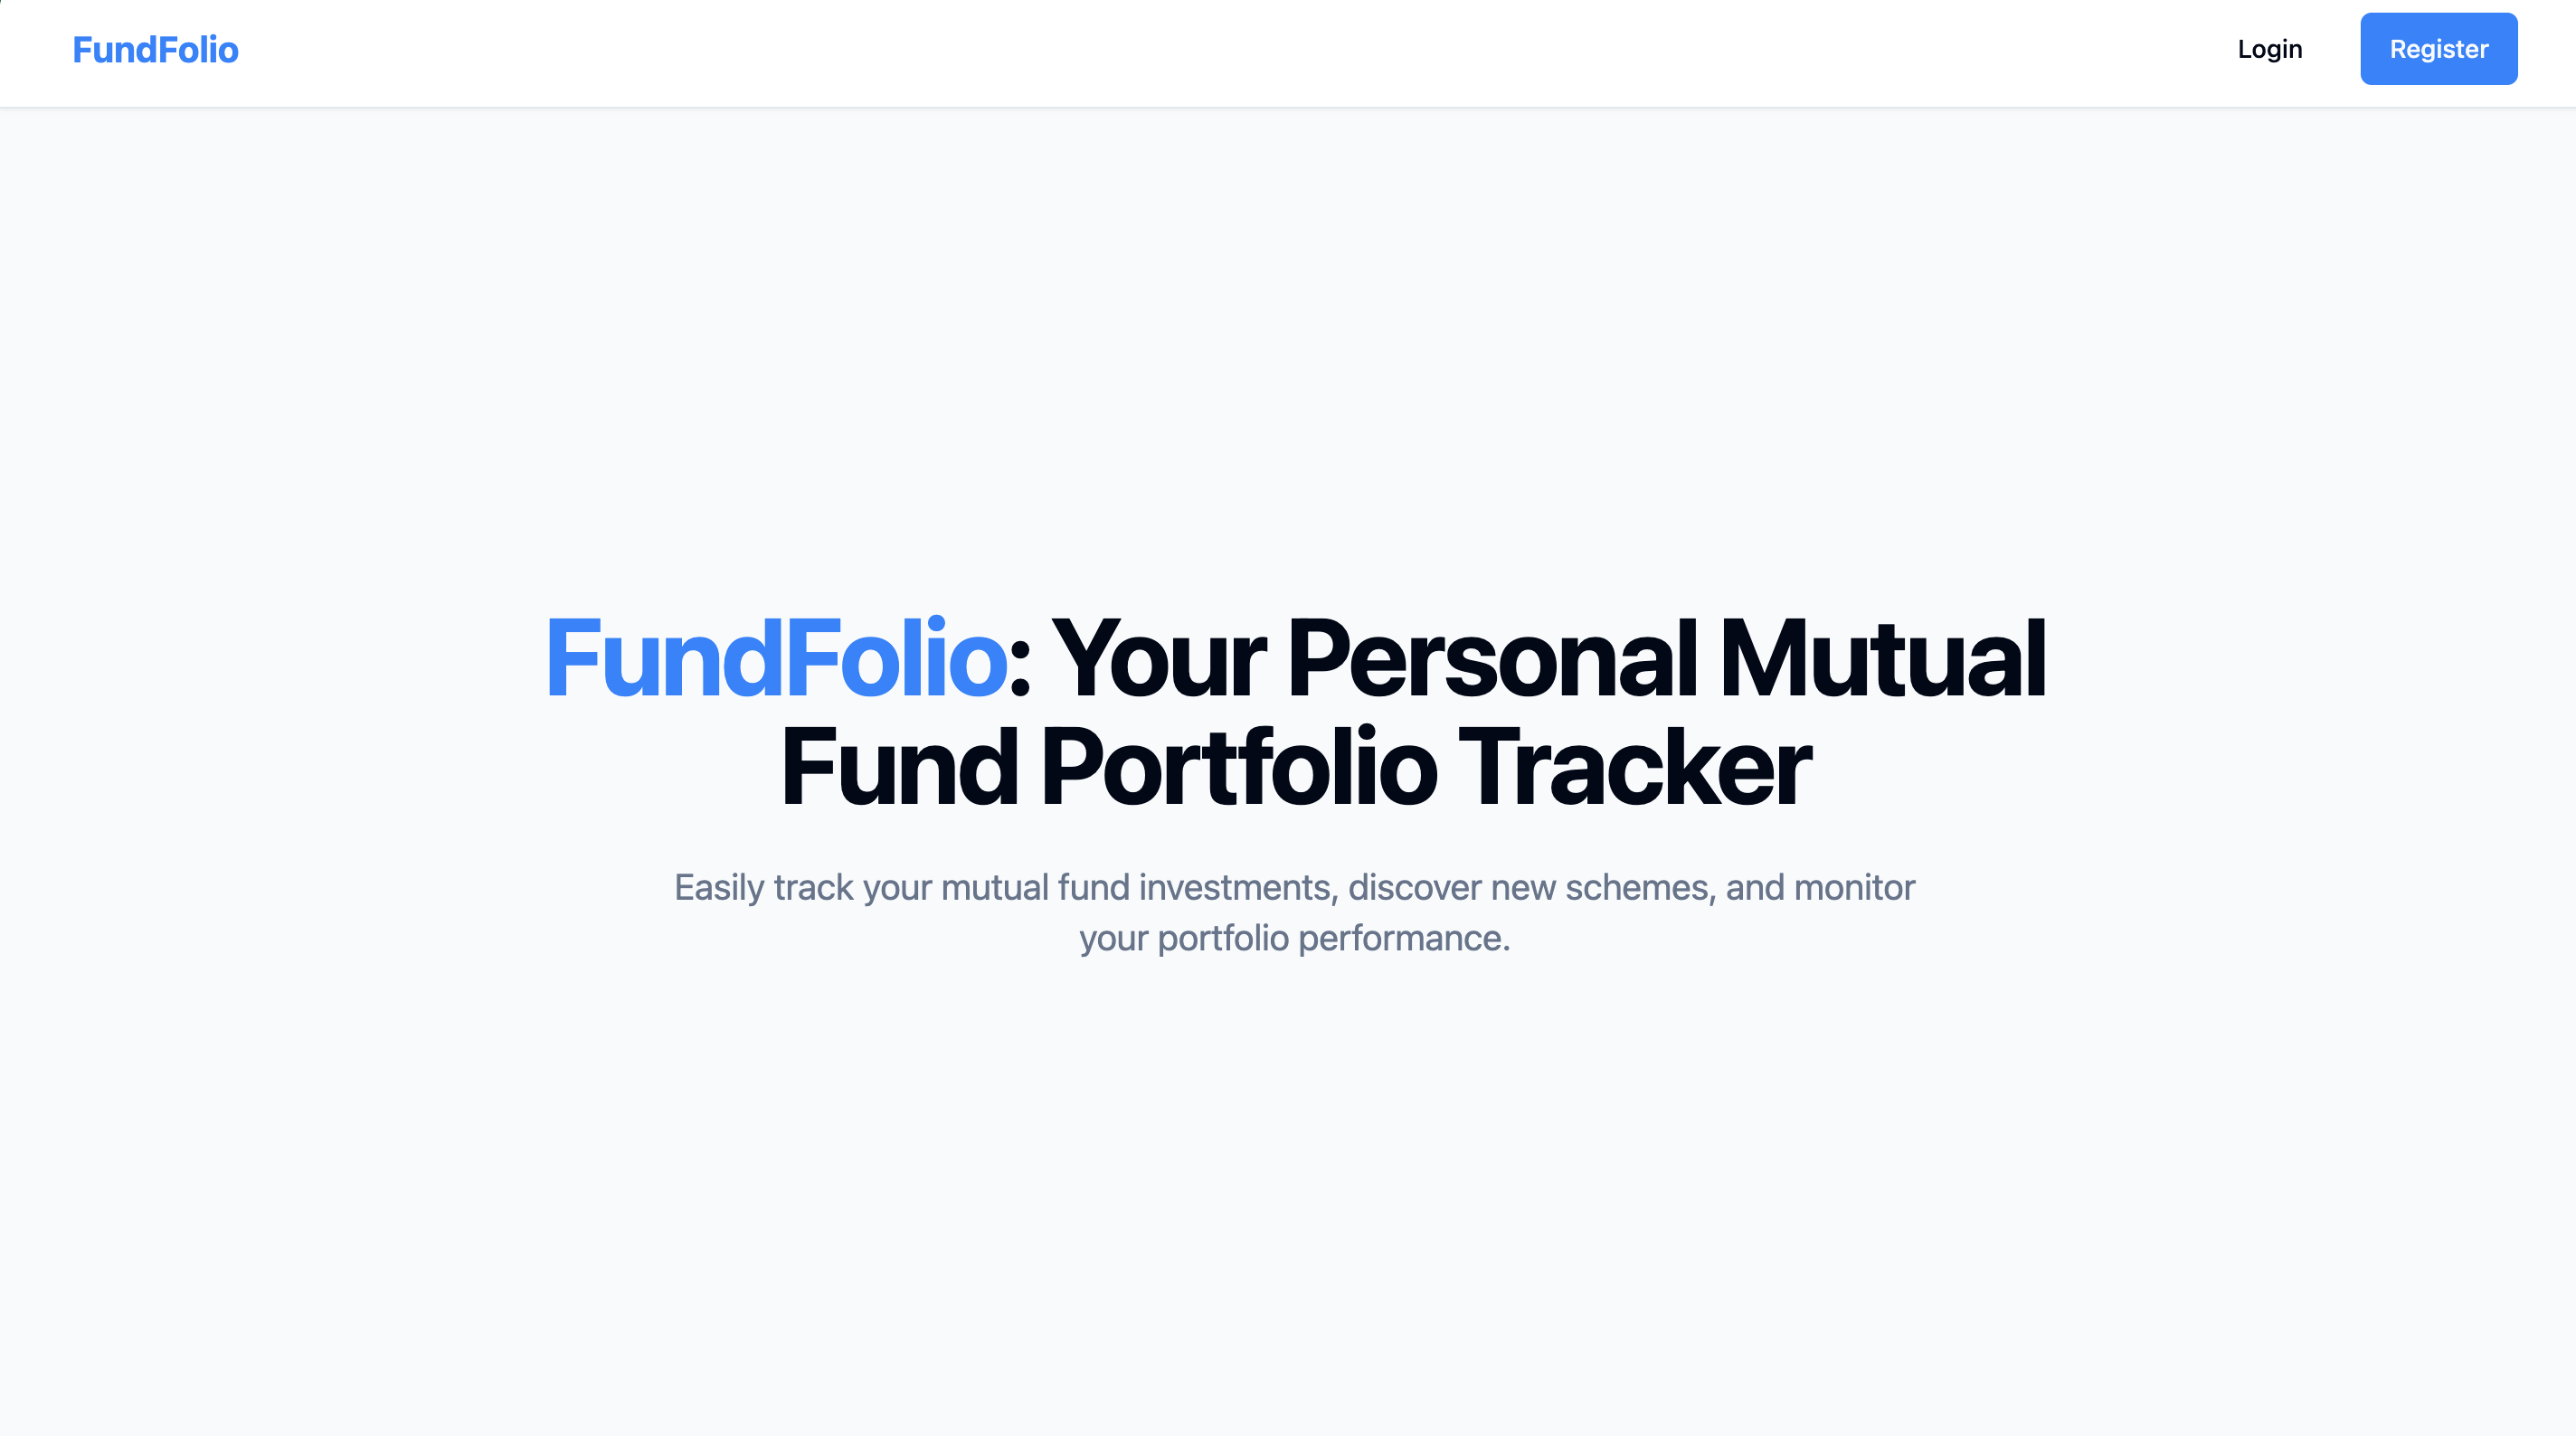 FundFolio
Login
Register
FundFolio: Your Personal Mutual
Fund Portfolio Tracker
Easily track your mutual fund investments, discover new schemes, and monitor
your portfolio performance.